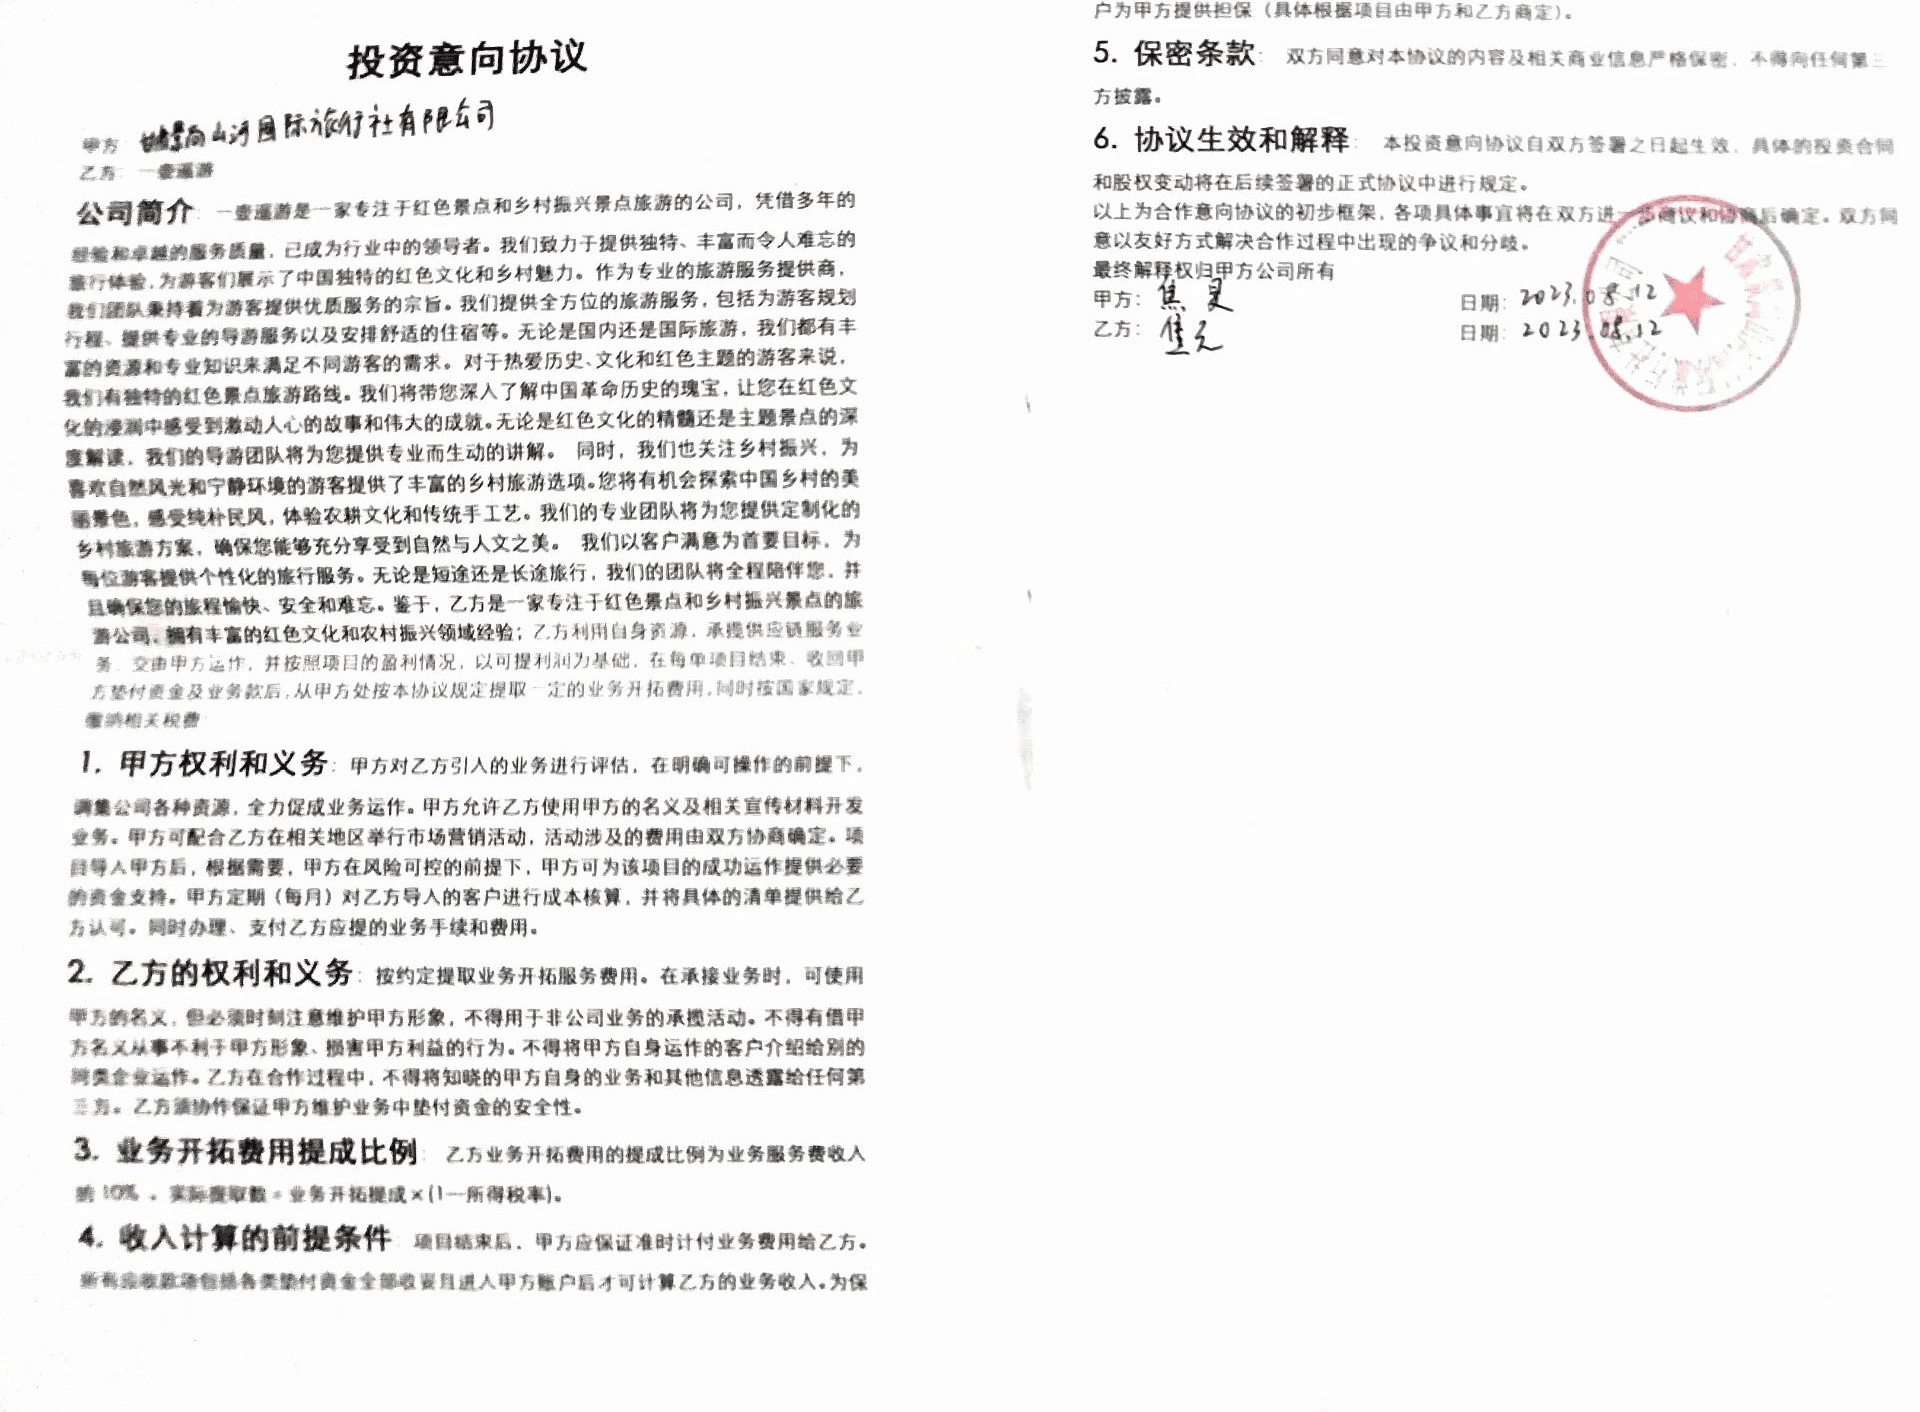 投资意向协议
甲方：山河国际旅行社有限公司
乙方：一壶遥游
公司简介：一壶遥游是一家专注于红色景点和乡村振兴景点旅游的公司，凭借多年的
经验和卓越的服务质量，已成为行业中的领导者。我们致力于提供独特、丰富而令人难忘的
旅行体验，为游客们展示了中国独特的红色文化和乡村魅力。作为专业的旅游服务提供商，
我们团队秉持着为游客提供优质服务的宗旨。我们提供全方位的旅游服务，包括为游客规划
行程、提供专业的导游服务以及安排舒适的住宿等。无论是国内还是国际旅游，我们都有丰
富的资源和专业知识来满足不同游客的需求。对于热爱历史、文化和红色主题的游客来说，
我们有独特的红色景点旅游路线。我们将带您深入了解中国革命历史的瑰宝，让您在红色文
化的浸润中感受到激动人心的故事和伟大的成就。无论是红色文化的精髓还是主题景点的深
度解读，我们的导游团队将为您提供专业而生动的讲解。 同时，我们也关注乡村振兴，为
喜欢自然风光和宁静环境的游客提供了丰富的乡村旅游选项。您将有机会探索中国乡村的美
丽景色，感受纯朴民风，体验农耕文化和传统手工艺。我们的专业团队将为您提供定制化的
乡村旅游方案，确保您能够充分享受到自然与人文之美。 我们以客户满意为首要目标，为
每位游客提供个性化的旅行服务。无论是短途还是长途旅行，我们的团队将全程陪伴您，并
且确保您的旅程愉快、安全和难忘。鉴于，乙方是一家专注于红色景点和乡村振兴景点的旅
游公司，拥有丰富的红色文化和农村振兴领域经验；乙方利用自身资源，承揽供应链服务业
务，交由甲方运作，并按照项目的盈利情况，以可提利润为基础，在每单项目结束、收回甲
方垫付资金及业务款后，从甲方处按本协议规定提取一定的业务开拓费用，同时按国家规定，
缴纳相关税费
1. 甲方权利和义务：甲方对乙方引入的业务进行评估，在明确可操作的前提下，
调集公司各种资源，全力促成业务运作。甲方允许乙方使用甲方的名义及相关宣传材料开发
业务。甲方可配合乙方在相关地区举行市场营销活动，活动涉及的费用由双方协商确定。项
目导入甲方后，根据需要，甲方在风险可控的前提下，甲方可为该项目的成功运作提供必要
的资金支持。甲方定期（每月）对乙方导入的客户进行成本核算，并将具体的清单提供给乙
方认可。同时办理、支付乙方应提的业务手续和费用。
2. 乙方的权利和义务：按约定提取业务开拓服务费用。在承接业务时，可使用
甲方的名义，但必须时刻注意维护甲方形象，不得用于非公司业务的承揽活动。不得有借甲
方名义从事不利于甲方形象、损害甲方利益的行为。不得将甲方自身运作的客户介绍给别的
同类企业运作。乙方在合作过程中，不得将知晓的甲方自身的业务和其他信息透露给任何第
三方。乙方须协作保证甲方维护业务中垫付资金的安全性。
3. 业务开拓费用提成比例：乙方业务开拓费用的提成比例为业务服务费收入
的10%。实际提取数=业务开拓提成×(1一所得税率)。
4. 收入计算的前提条件：项目结束后，甲方应保证准时计付业务费用给乙方。
所有应收款项包括各类垫付资金全部收妥且进入甲方账户后才可计算乙方的业务收入。为保
户为甲方提供担保（具体根据项目由甲方和乙方商定）。
5. 保密条款：双方同意对本协议的内容及相关商业信息严格保密，不得向任何第三
方披露。
6. 协议生效和解释：本投资意向协议自双方签署之日起生效，具体的投资合同
和股权变动将在后续签署的正式协议中进行规定。
以上为合作意向协议的初步框架，各项具体事宜将在双方进一步商议和协商后确定。双方同
意以友好方式解决合作过程中出现的争议和分歧。
最终解释权归甲方公司所有
甲方：焦 日期：2023.08.12
乙方：焦元 日期：2023.08.12